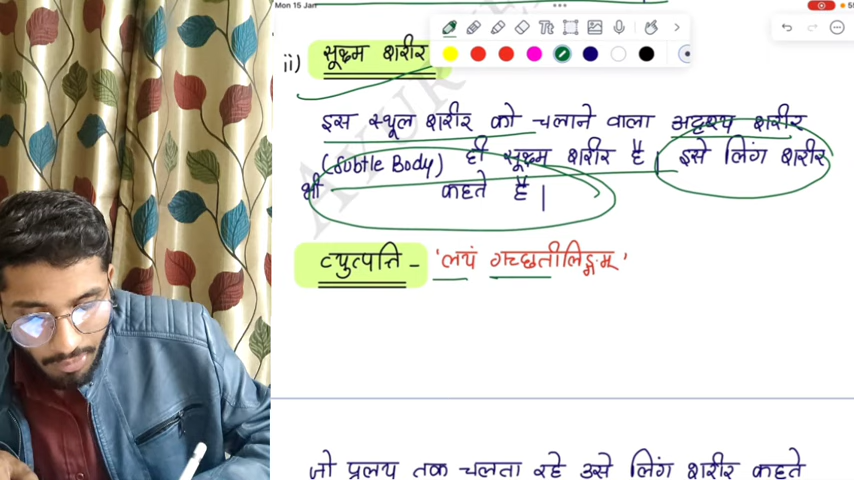 Mon 15 Jan
ii) सूक्ष्म शरीर
इस स्थूल शरीर को चलाने वाला अदृश्य शरीर
(Subtle Body) ही सूक्ष्म शरीर है। इसे लिंग शरीर
भी कहते है।
व्युत्पत्ति - 'लयं गच्छतीलिङ्गम्'
जो प्रलय तक चलता रहे उसे लिंग शरीर कहते